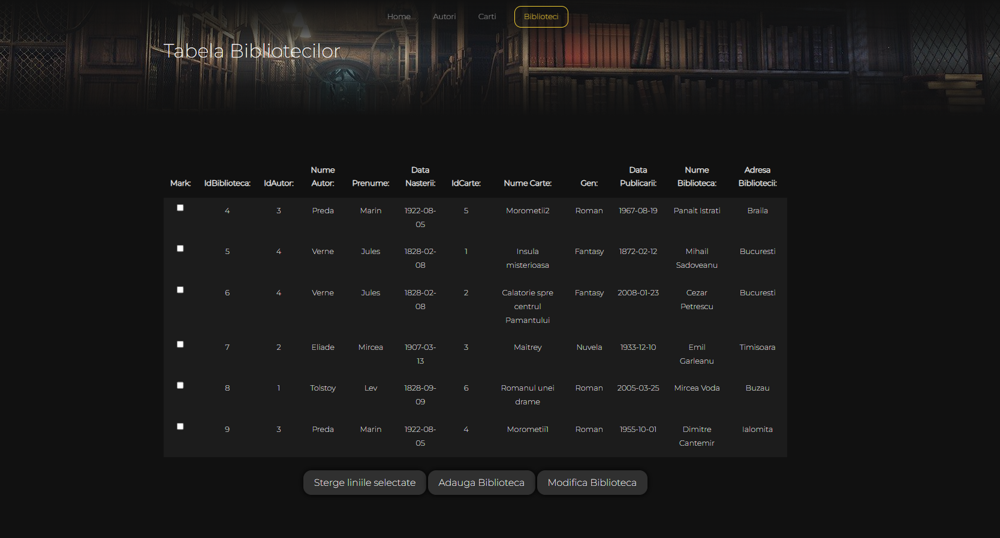 Home Autori Carti Biblioteci
Tabela Bibliotecilor
Nume Data Data Nume Adresa
Mark: IdBiblioteca: IdAutor: Autor: Prenume: Nasterii: IdCarte: Nume Carte: Gen: Publicarii: Biblioteca: Bibliotecii:
4 3 Preda Marin 1922-08- 5 Morometii2 Roman 1967-08-19 Panait Istrati Braila
05
5 4 Verne Jules 1828-02- 1 Insula Fantasy 1872-02-12 Mihail Bucuresti
08 misterioasa Sadoveanu
6 4 Verne Jules 1828-02- 2 Calatorie spre Fantasy 2008-01-23 Cezar Bucuresti
08 centrul Petrescu
Pamantului
7 2 Eliade Mircea 1907-03- 3 Maitrey Nuvela 1933-12-10 Emil Timisoara
13 Garleanu
8 1 Tolstoy Lev 1828-09- 6 Romanul unei Roman 2005-03-25 Mircea Voda Buzau
09 drame
9 3 Preda Marin 1922-08- 4 Morometii1 Roman 1955-10-01 Dimitre Ialomita
05 Cantemir
Sterge liniile selectate Adauga Biblioteca Modifica Biblioteca